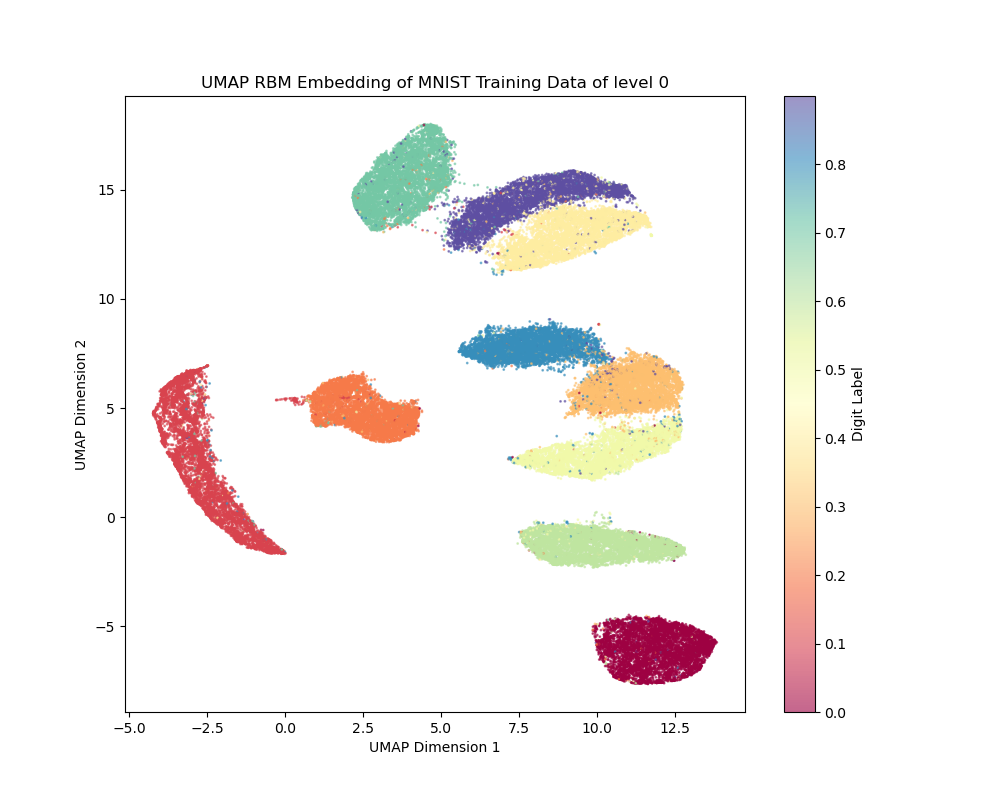 UMAP RBM Embedding of MNIST Training Data of level 0
15
10
5
0
−5
UMAP Dimension 2
−5.0 −2.5 0.0 2.5 5.0 7.5 10.0 12.5
UMAP Dimension 1
0.8
0.7
0.6
0.5
0.4
0.3
0.2
0.1
0.0
Digit Label